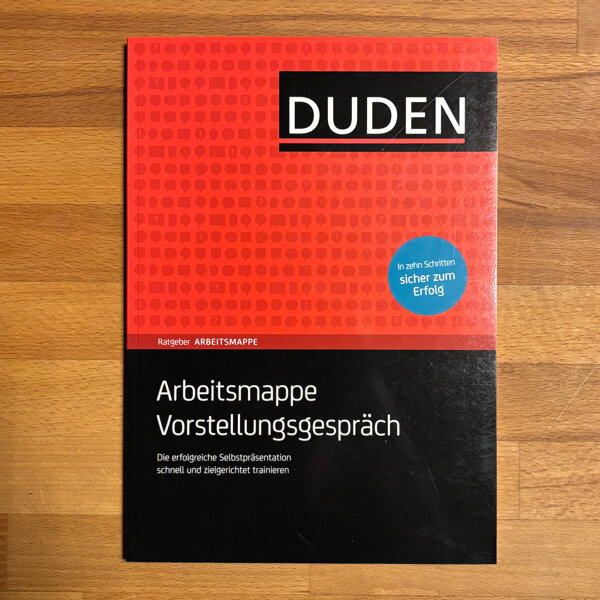 DUDEN
In zehn Schritten
sicher zum
Erfolg
Ratgeber ARBEITSMAPPE
Arbeitsmappe
Vorstellungsgespräch
Die erfolgreiche Selbstpräsentation
schnell und zielgerichtet trainieren